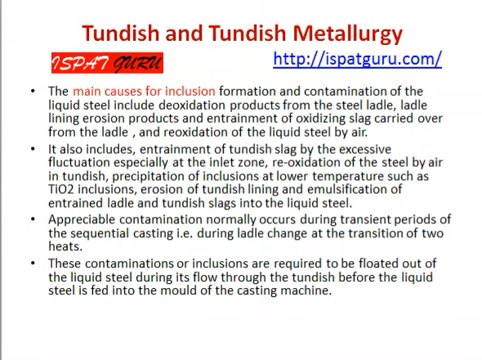 Tundish and Tundish Metallurgy
ISPAT GURU
http://ispatguru.com/
• The main causes for inclusion formation and contamination of the
liquid steel include deoxidation products from the steel ladle, ladle
lining erosion products and entrainment of oxidizing slag carried over
from the ladle , and reoxidation of the liquid steel by air.
• It also includes, entrainment of tundish slag by the excessive
fluctuation especially at the inlet zone, re-oxidation of the steel by air
in tundish, precipitation of inclusions at lower temperature such as
TiO2 inclusions, erosion of tundish lining and emulsification of
entrained ladle and tundish slags into the liquid steel.
• Appreciable contamination normally occurs during transient periods of
the sequential casting i.e. during ladle change at the transition of two
heats.
• These contaminations or inclusions are required to be floated out of
the liquid steel during its flow through the tundish before the liquid
steel is fed into the mould of the casting machine.